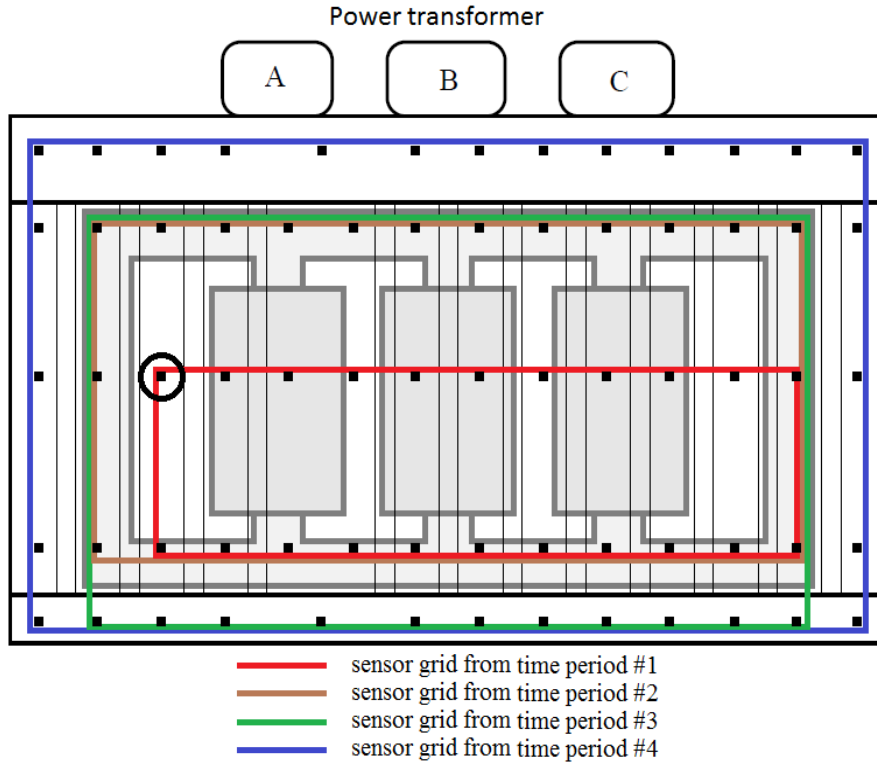 Power transformer
A B C
sensor grid from time period #1
sensor grid from time period #2
sensor grid from time period #3
sensor grid from time period #4